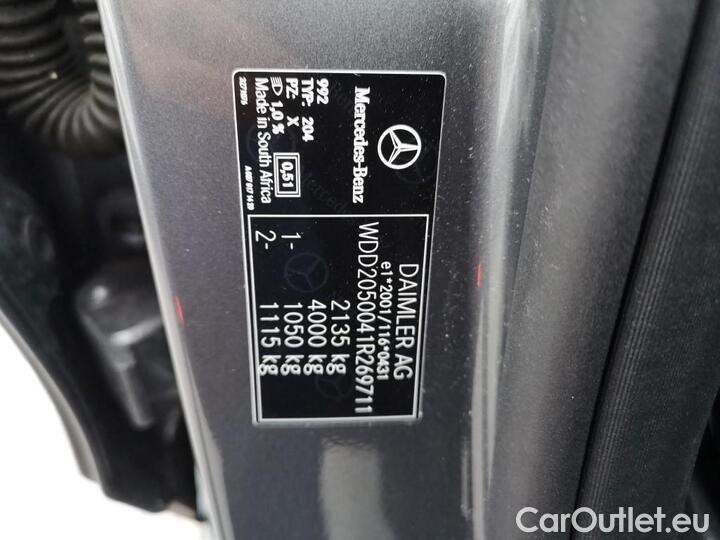 Mercedes-Benz
992
TYP: 204
PZ: X
1,0 %
0,51
Made in South Africa
DAIMLER AG
e1*2001/116*0431
WDD2050041R269711
2135 kg
4000 kg
1- 1050 kg
2- 1115 kg
CarOutlet.eu